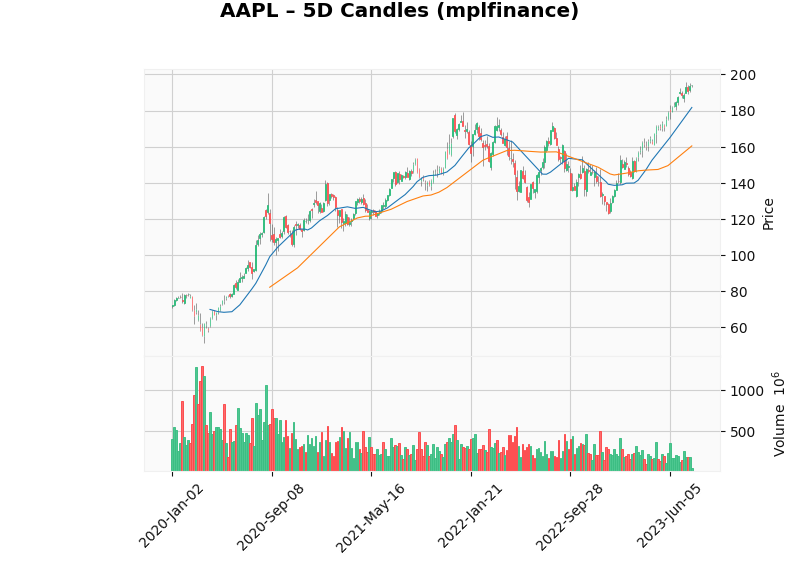 AAPL – 5D Candles (mplfinance)
200
180
160
140
120
100
80
60
Price
1000
500
Volume 10^6
2020-Jan-02
2020-Sep-08
2021-May-16
2022-Jan-21
2022-Sep-28
2023-Jun-05